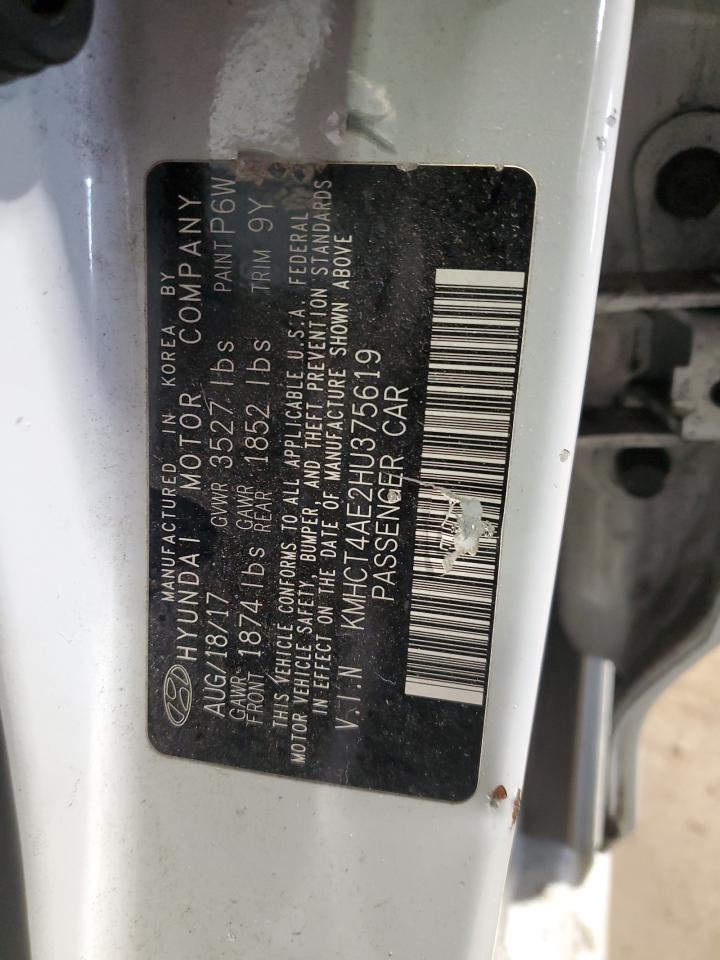 MANUFACTURED IN KOREA BY
HYUNDAI MOTOR COMPANY
AUG/18/17 GVWR 3527 lbs PAINT P6W
GAWR FRONT 1874 lbs GAWR REAR 1852 lbs TRIM 9Y
THIS VEHICLE CONFORMS TO ALL APPLICABLE U.S.A. FEDERAL
MOTOR VEHICLE SAFETY, BUMPER, AND THEFT PREVENTION STANDARDS
IN EFFECT ON THE DATE OF MANUFACTURE SHOWN ABOVE
V.I.N KMHCT4AE2HU375619
PASSENGER CAR